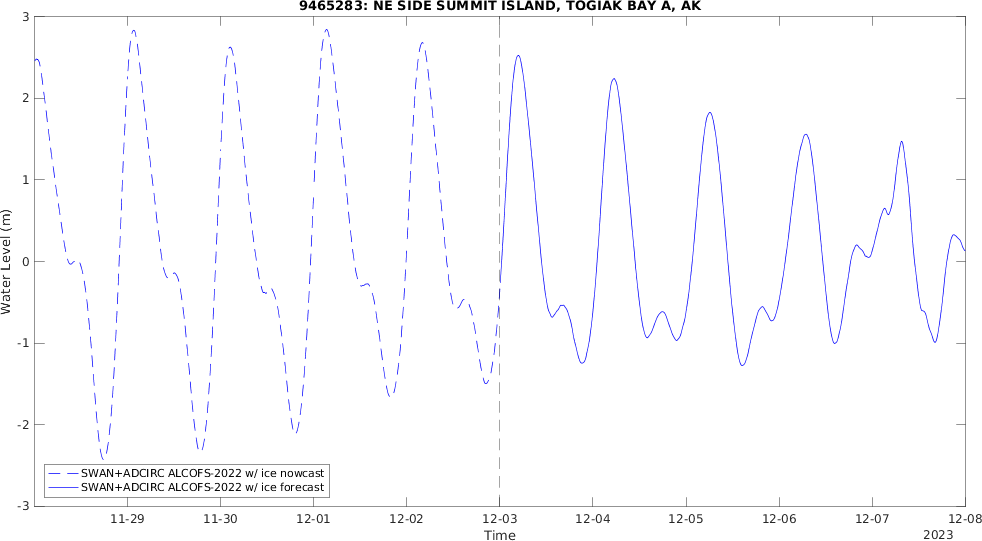 9465283: NE SIDE SUMMIT ISLAND, TOGIAK BAY A, AK
Water Level (m)
3
2
1
0
-1
-2
-3
SWAN+ADCIRC ALCOFS-2022 w/ ice nowcast
SWAN+ADCIRC ALCOFS-2022 w/ ice forecast
11-29 11-30 12-01 12-02 12-03 12-04 12-05 12-06 12-07 12-08
Time
2023